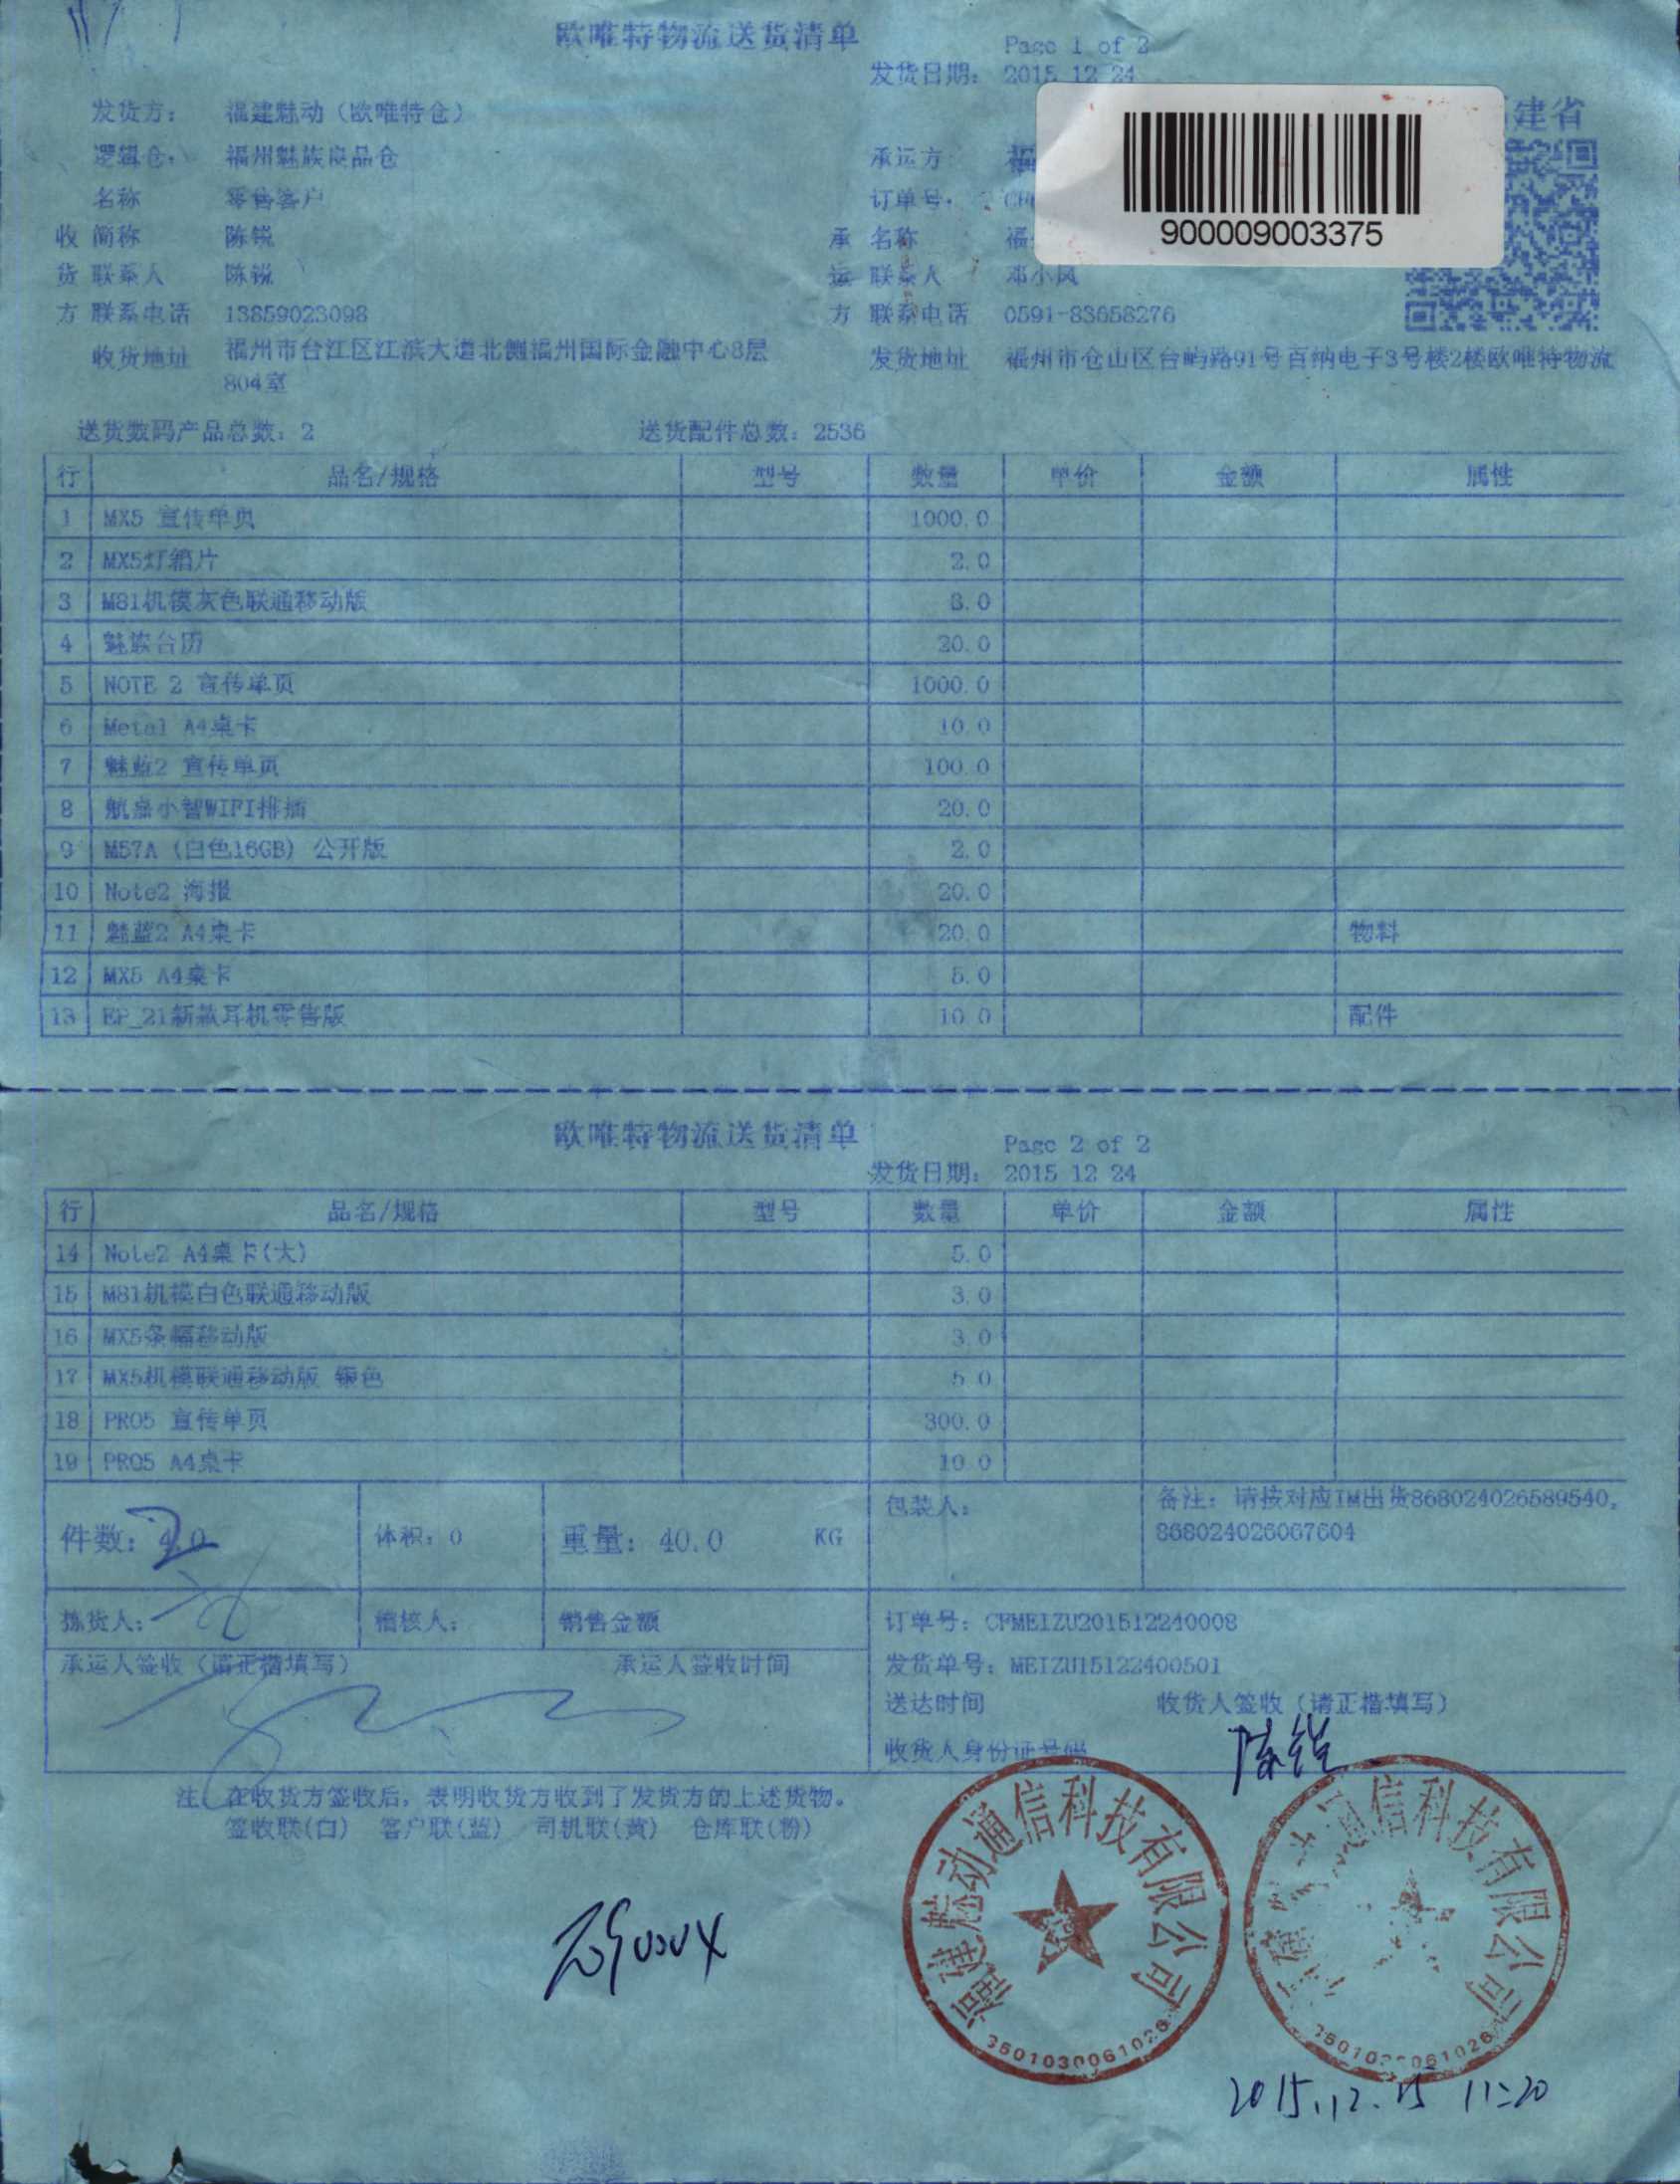 欧唯特物流送货清单
Page 1 of 2
发货日期: 2015 12 24
发货方: 福建魅动（欧唯特仓） 建省
逻辑仓: 福州魅族良品仓 承运方 福
名称 零售客户 订单号:
900009003375
收 简称 陈锐 承 名称 福
货 联系人 陈锐 运 联系人 邓小凤
方 联系电话 13859023098 方 联系电话 0591-83658276
收货地址 福州市台江区江滨大道北侧福州国际金融中心8层
804室
发货地址 福州市仓山区台屿路91号百纳电子3号楼2楼欧唯特物流
送货数码产品总数: 2 送货配件总数: 2536
行 品名/规格 型号 数量 单价 金额 属性
1 MX5 宣传单页 1000.0
2 MX5灯箱片 2.0
3 M81机模灰色联通移动版
4 魅族台历
5 NOTE 2 宣传单页 1000.0
6 Metal A4桌卡 10.0
7 魅蓝2 宣传单页 100.0
8 航嘉小智WIFI排插 20.0
9 M57A (白色16GB) 公开版 2.0
10 Note2 海报 20.0
11 魅蓝2 A4桌卡 20.0 物料
12 MX5 A4桌卡 5.0
13 EP_21新款耳机零售版 10.0 配件
欧唯特物流送货清单
Page 2 of 2
发货日期: 2015 12 24
行 品名/规格 型号 数量 单价 金额 属性
14 Note2 A4桌卡(大) 5.0
15 M81机模白色联通移动版 3.0
16 MX5条幅移动版 3.0
17 MX5机模联通移动版 银色 5.0
18 PRO5 宣传单页 300.0
19 PRO5 A4桌卡 10.0
件数: 2 体积: 0 重量: 40.0 KG 包装人: 备注: 请按对应IM出货868024026589540,
868024026067604
拣货人: 稽核人: 销售金额 订单号: CFMEIZU201512240008
承运人签收（请正楷填写） 承运人签收时间 发货单号: MEIZU15122400501
送达时间 收货人签收（请正楷填写）
收货人身份证号码 陈锐
注: 在收货方签收后, 表明收货方收到了发货方的上述货物。
签收联(白) 客户联(蓝) 司机联(黄) 仓库联(粉)
福建魅动通信科技有限公司
通信科技有限公司
2015.12.25 11:20